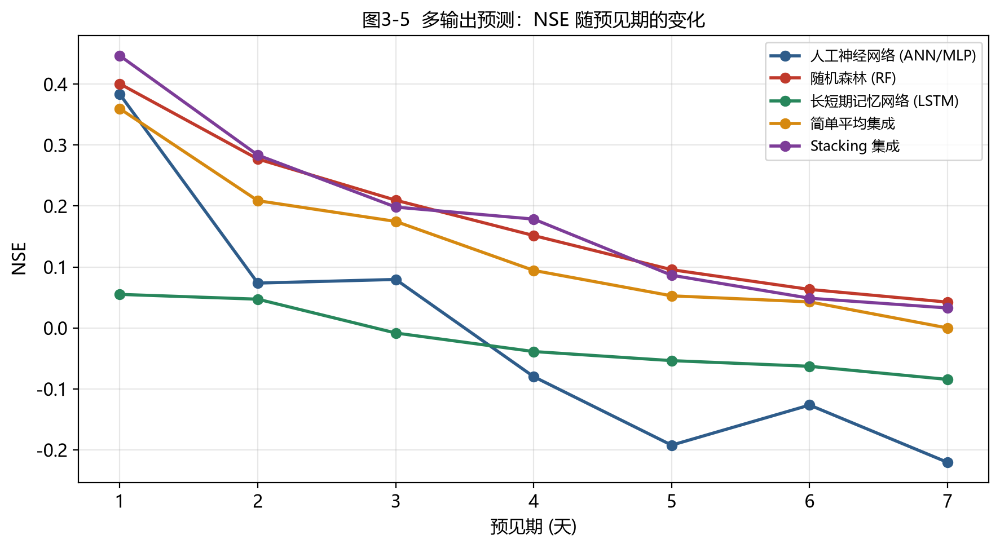 图3-5 多输出预测：NSE 随预见期的变化
人工神经网络 (ANN/MLP)
随机森林 (RF)
长短期记忆网络 (LSTM)
简单平均集成
Stacking 集成
NSE
0.4
0.3
0.2
0.1
0.0
-0.1
-0.2
1 2 3 4 5 6 7
预见期 (天)